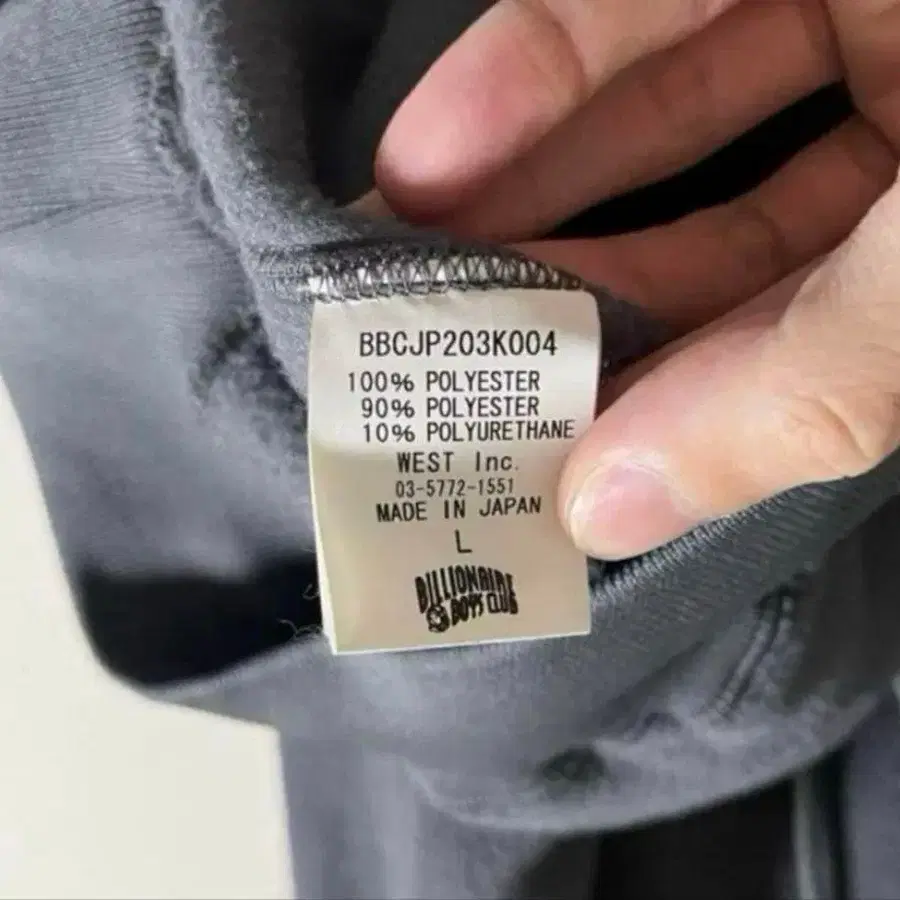 BBCJP203K004
100% POLYESTER
90% POLYESTER
10% POLYURETHANE
WEST Inc.
03-5772-1551
MADE IN JAPAN
L
BILLIONAIRE
BOYS CLUB